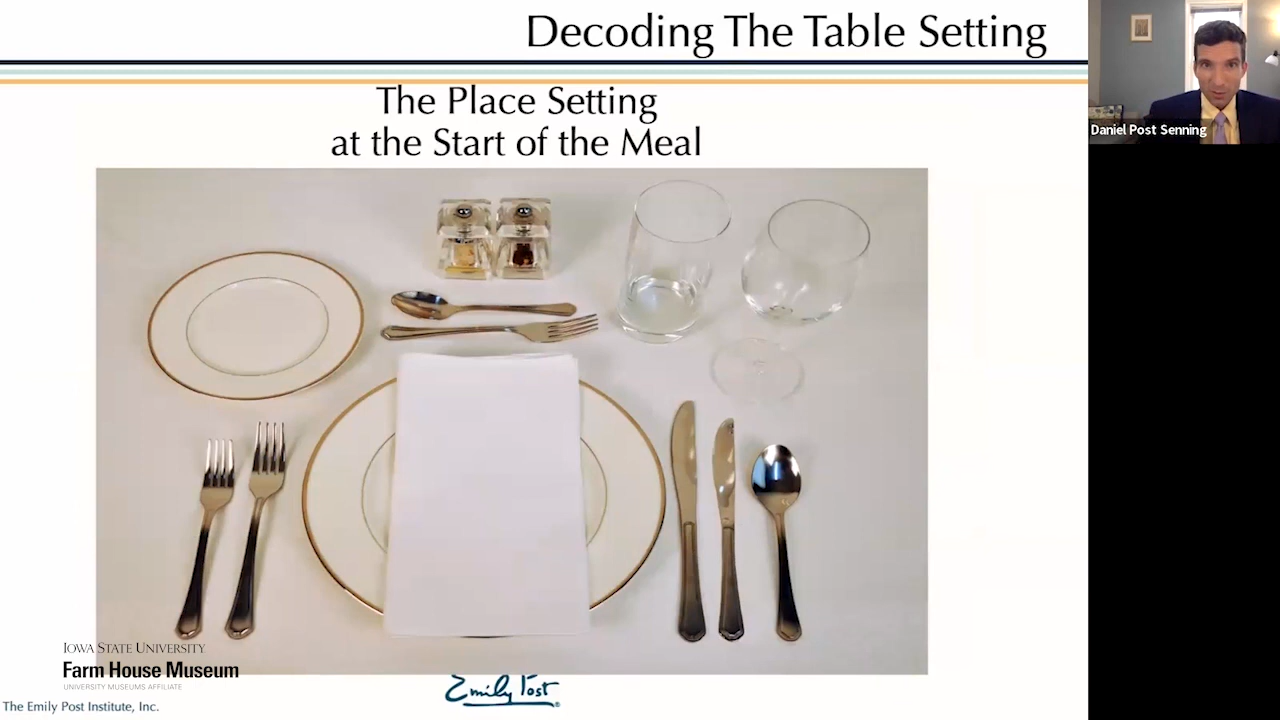 Decoding The Table Setting
The Place Setting
at the Start of the Meal
Daniel Post Senning
IOWA STATE UNIVERSITY
Farm House Museum
UNIVERSITY MUSEUMS AFFILIATE
Emily Post®
The Emily Post Institute, Inc.